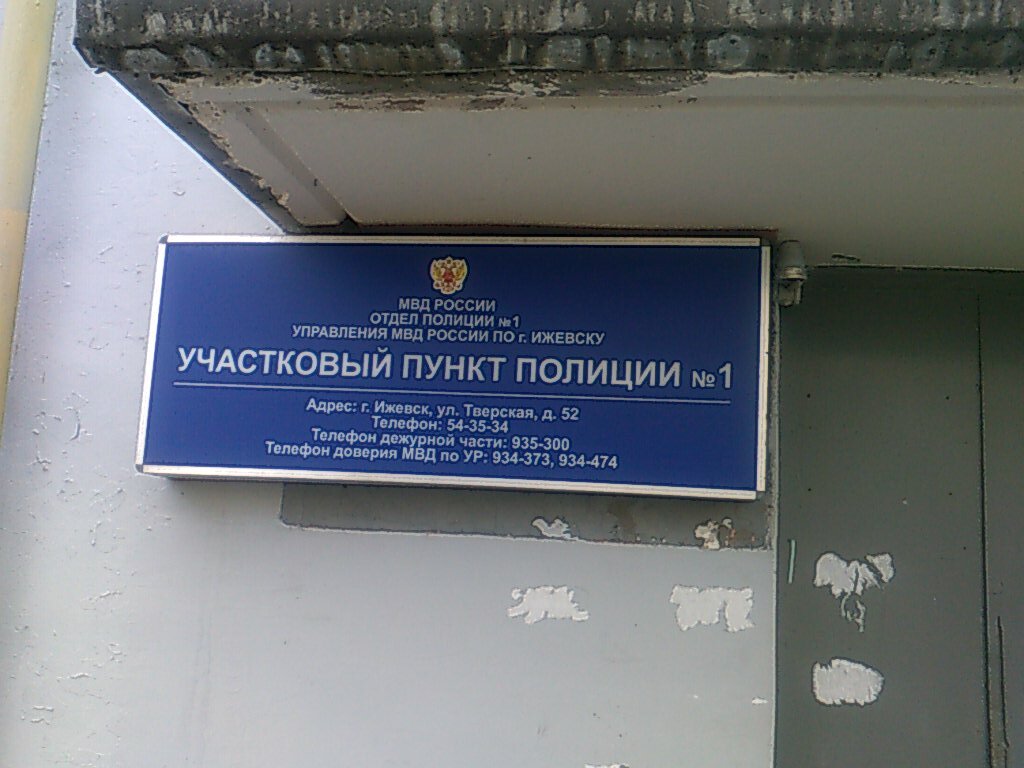 МВД РОССИИ
ОТДЕЛ ПОЛИЦИИ №1
УПРАВЛЕНИЯ МВД РОССИИ ПО г. ИЖЕВСКУ
УЧАСТКОВЫЙ ПУНКТ ПОЛИЦИИ №1
Адрес: г. Ижевск, ул. Тверская, д. 52
Телефон: 54-35-34
Телефон дежурной части: 935-300
Телефон доверия МВД по УР: 934-373, 934-474